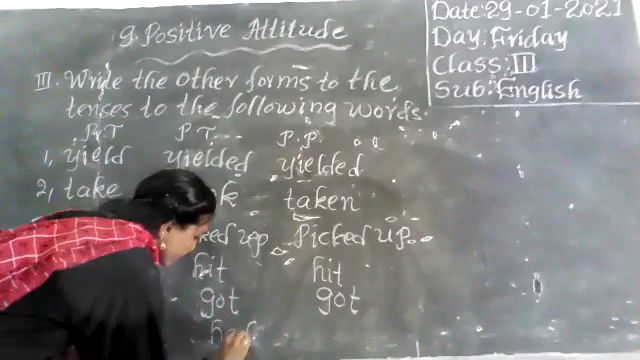 9. Positive Attitude
Date:29-01-2021
Day: Friday
Class: III
Sub: English
III. Write the other forms to the
tenses to the following words.
Pr.T P.T. P.P.
1, yield yielded yielded
2, take taken
up Picked up.
hit hit
got got